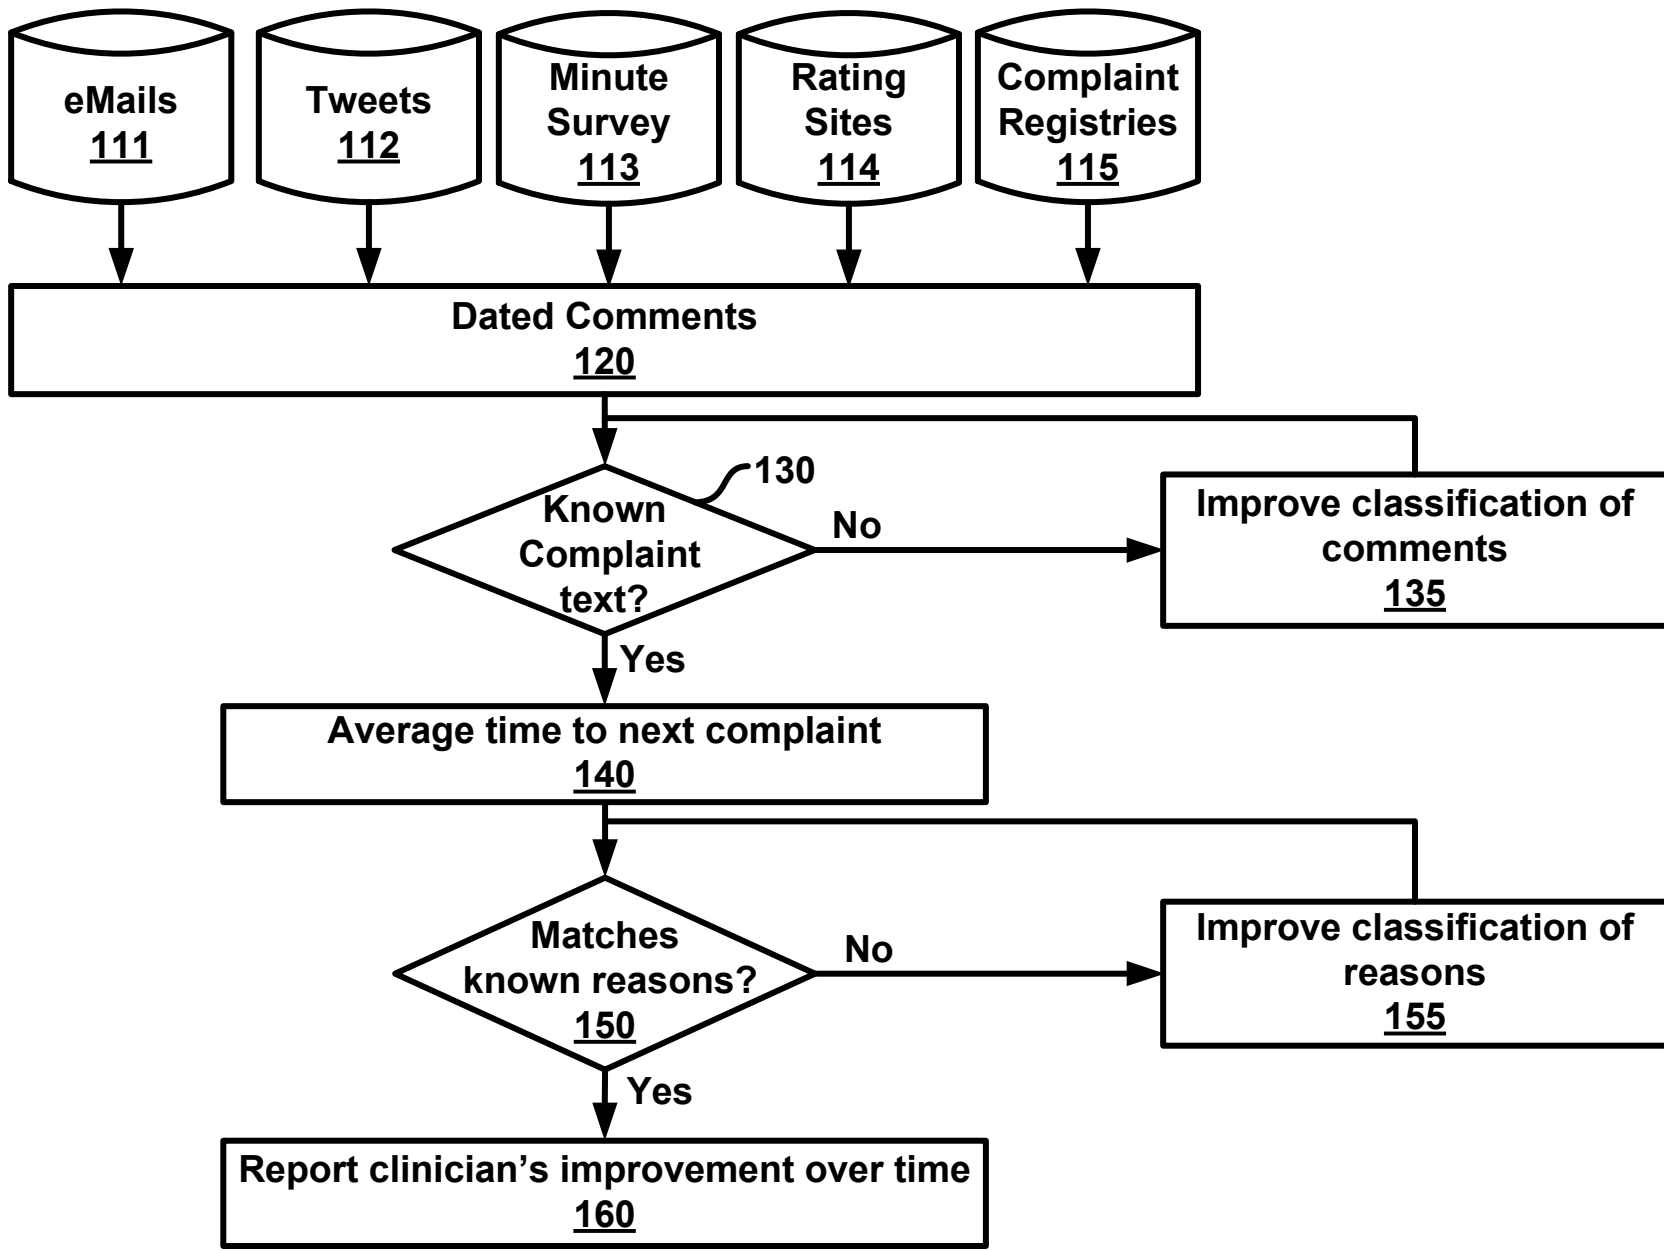 eMails
111
Tweets
112
Minute
Survey
113
Rating
Sites
114
Complaint
Registries
115
Dated Comments
120
130
Known
Complaint
text?
No
Improve classification of
comments
135
Yes
Average time to next complaint
140
Matches
known reasons?
150
No
Improve classification of
reasons
155
Yes
Report clinician’s improvement over time
160